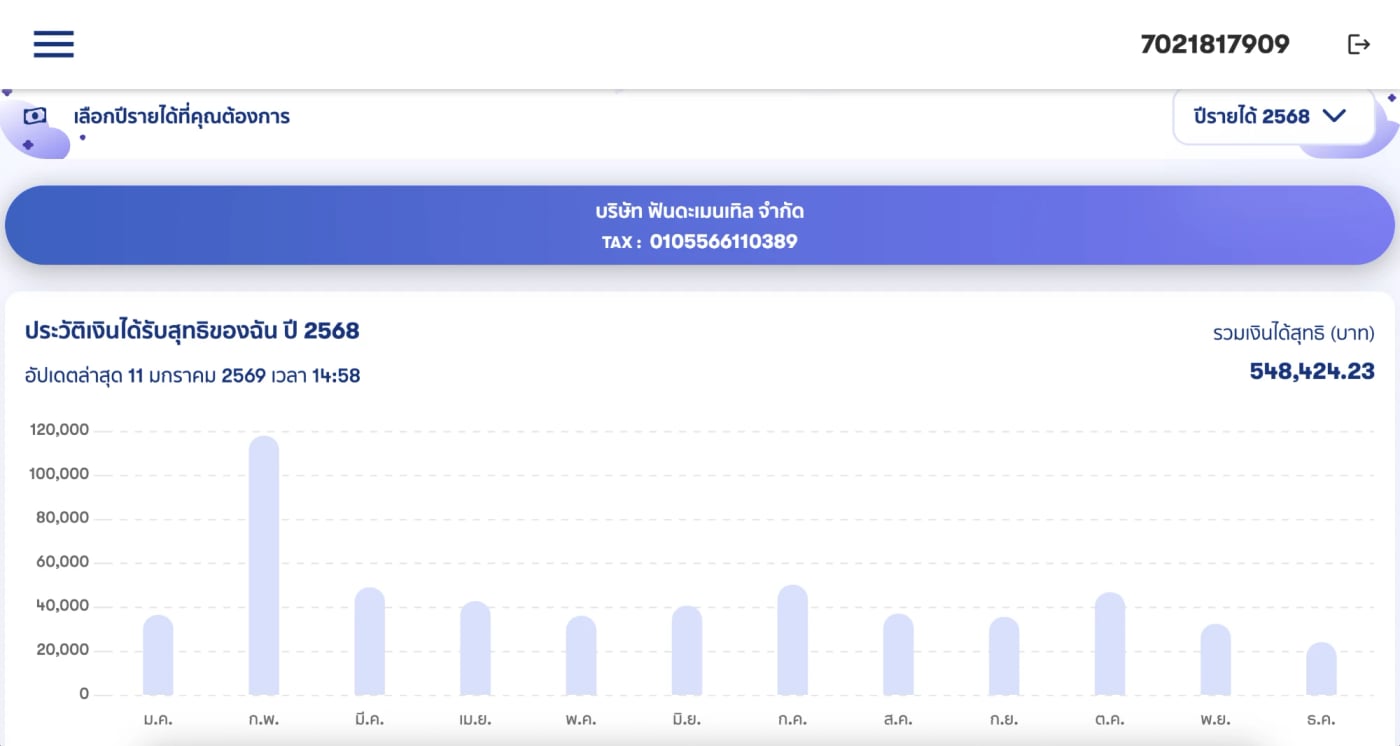 7021817909
เลือกปีรายได้ที่คุณต้องการ
ปีรายได้ 2568
บริษัท ฟันดะเมนเทิล จำกัด
TAX : 0105566110389
ประวัติเงินได้รับสุทธิของฉัน ปี 2568
รวมเงินได้สุทธิ (บาท)
อัปเดตล่าสุด 11 มกราคม 2569 เวลา 14:58
548,424.23
120,000
100,000
80,000
60,000
40,000
20,000
0
ม.ค. ก.พ. มี.ค. เม.ย. พ.ค. มิ.ย. ก.ค. ส.ค. ก.ย. ต.ค. พ.ย. ธ.ค.